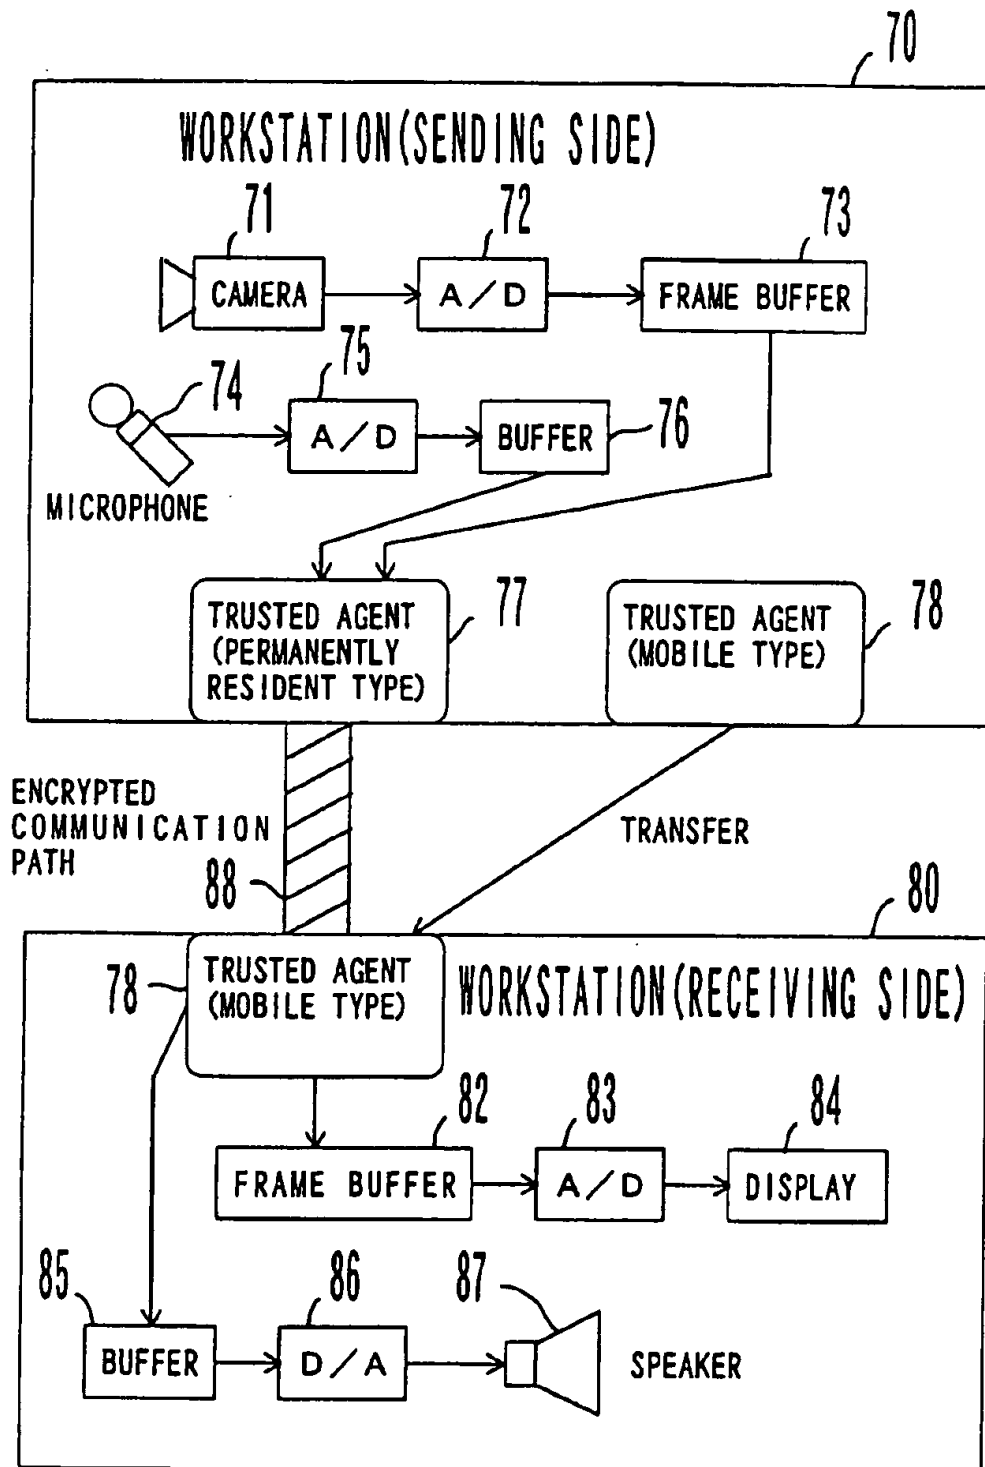 70
WORKSTATION(SENDING SIDE)
71
72
73
CAMERA
A/D
FRAME BUFFER
74
75
76
A/D
BUFFER
MICROPHONE
77
78
TRUSTED AGENT
(PERMANENTLY
RESIDENT TYPE)
TRUSTED AGENT
(MOBILE TYPE)
ENCRYPTED
COMMUNICATION
PATH
88
TRANSFER
80
78
TRUSTED AGENT
(MOBILE TYPE)
WORKSTATION(RECEIVING SIDE)
82
83
84
FRAME BUFFER
A/D
DISPLAY
85
86
87
BUFFER
D/A
SPEAKER